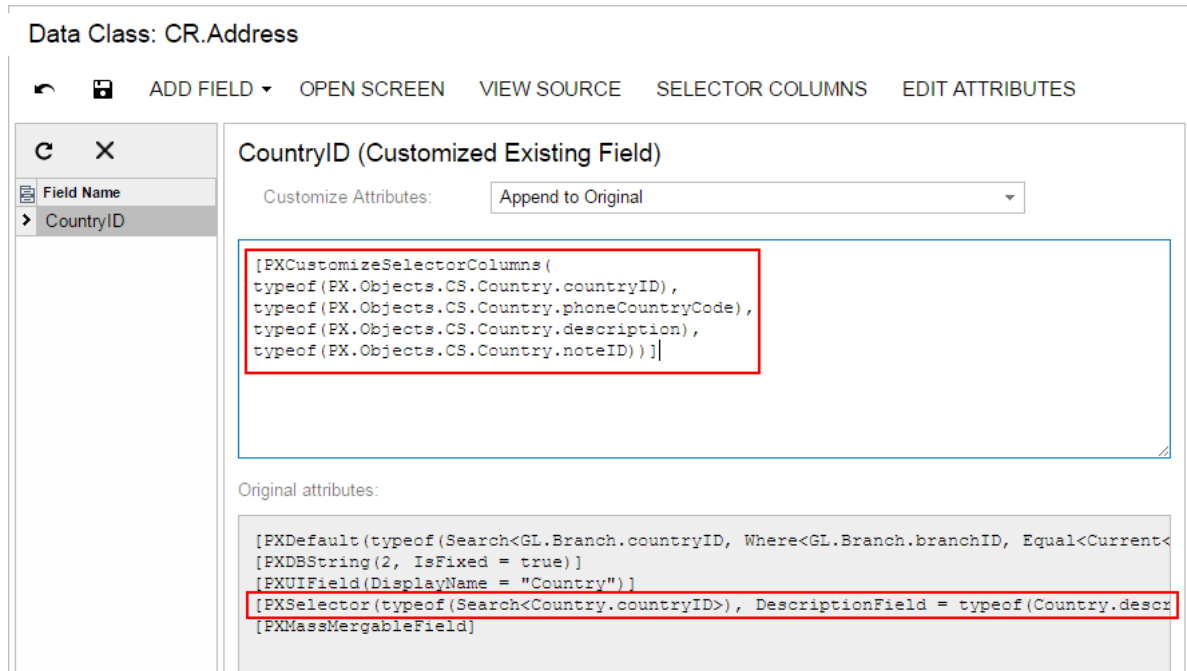 Data Class: CR.Address
ADD FIELD OPEN SCREEN VIEW SOURCE SELECTOR COLUMNS EDIT ATTRIBUTES
CountryID (Customized Existing Field)
Field Name
Customize Attributes: Append to Original
CountryID
[PXCustomizeSelectorColumns(
typeof(PX.Objects.CS.Country.countryID),
typeof(PX.Objects.CS.Country.phoneCountryCode),
typeof(PX.Objects.CS.Country.description),
typeof(PX.Objects.CS.Country.noteID))]
Original attributes:
[PXDefault(typeof(Search<GL.Branch.countryID, Where<GL.Branch.branchID, Equal<Current<
[PXDBString(2, IsFixed = true)]
[PXUIField(DisplayName = "Country")]
[PXSelector(typeof(Search<Country.countryID>), DescriptionField = typeof(Country.descr
[PXMassMergableField]